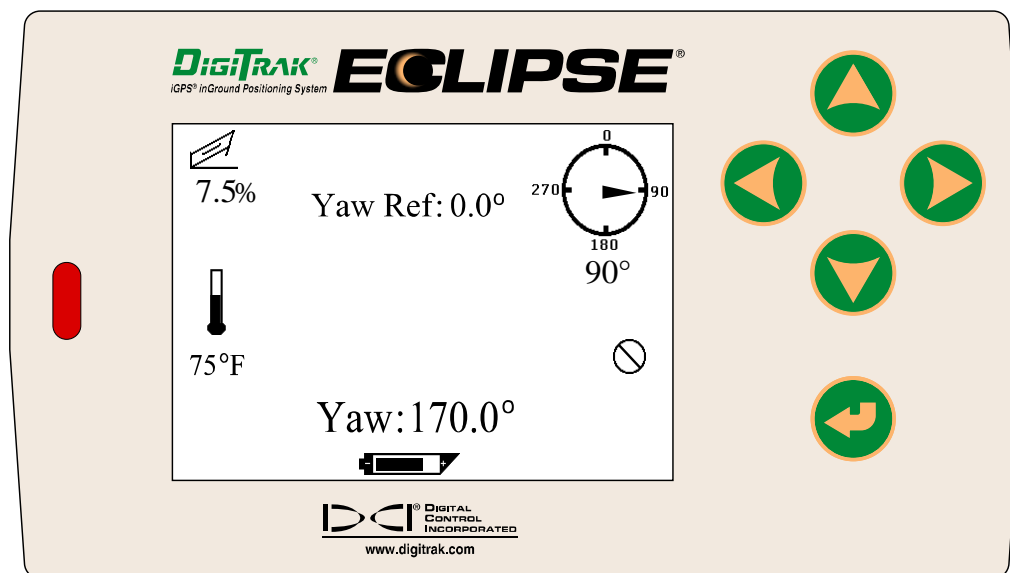 DIGITRAK®
iGPS® inGround Positioning System
ECLIPSE®
7.5%
Yaw Ref: 0.0°
0
270
90
180
90°
75°F
Yaw:170.0°
- +
DCI® DIGITAL
CONTROL
INCORPORATED
www.digitrak.com